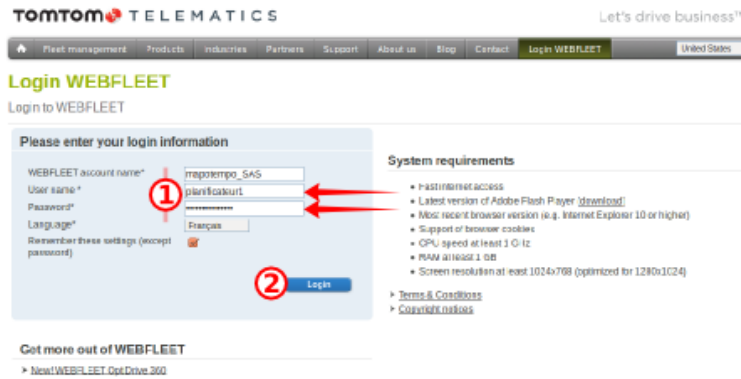 TOMTOM TELEMATICS
Let's drive business™
Fleet management Products Industries Partners Support About us Blog Contact Login WEBFLEET United States
Login WEBFLEET
Login to WEBFLEET
Please enter your login information
WEBFLEET account name* mapotempo_SAS
User name * planificateur1
1
Password* ••••••••••••••
Language* Français
Remember these settings (except
password)
2 Login
System requirements
Fast internet access
Latest version of Adobe Flash Player [download]
Most recent browser version (e.g. Internet Explorer 10 or higher)
Support of browser cookies
CPU speed at least 1 GHz
RAM at least 1 GB
Screen resolution at least 1024x768 (optimized for 1280x1024)
Terms & Conditions
Copyright notices
Get more out of WEBFLEET
New! WEBFLEET OptiDrive 360